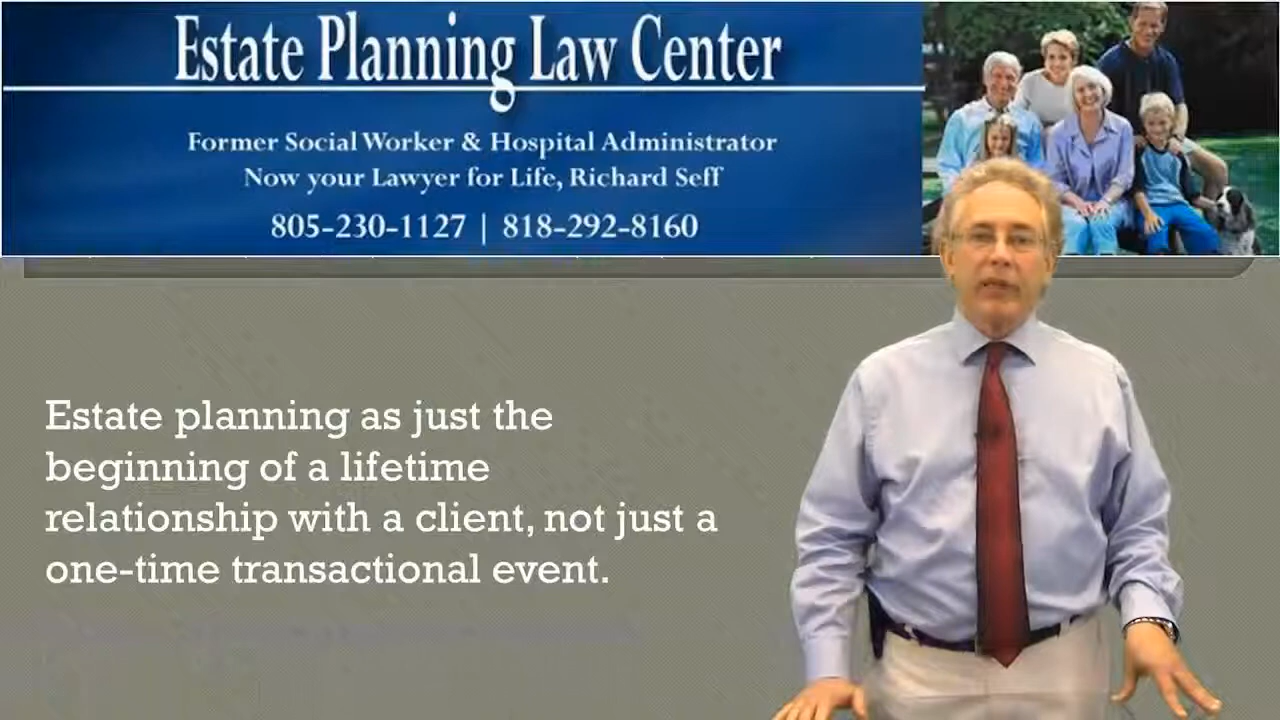 Estate Planning Law Center
Former Social Worker & Hospital Administrator
Now your Lawyer for Life, Richard Seff
805-230-1127 | 818-292-8160
Estate planning as just the
beginning of a lifetime
relationship with a client, not just a
one-time transactional event.